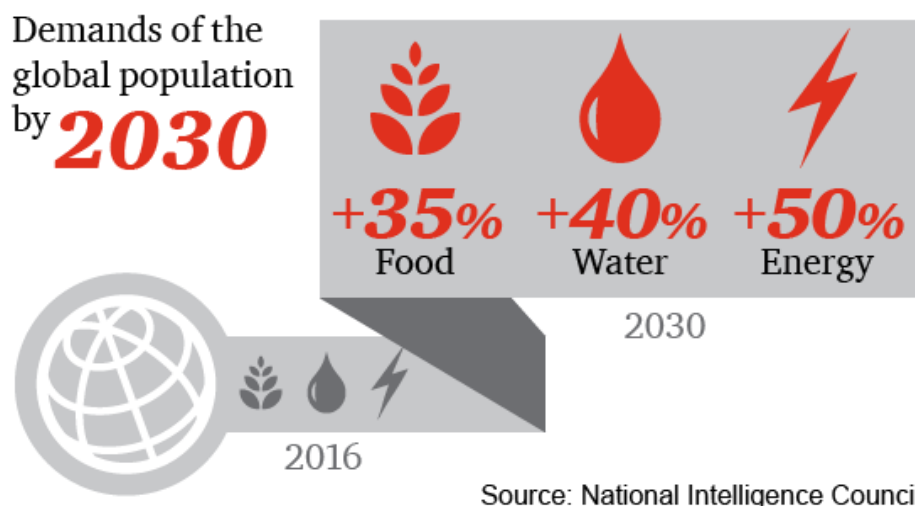 Demands of the
global population
by 2030
+35% +40% +50%
Food Water Energy
2030
2016
Source: National Intelligence Counci